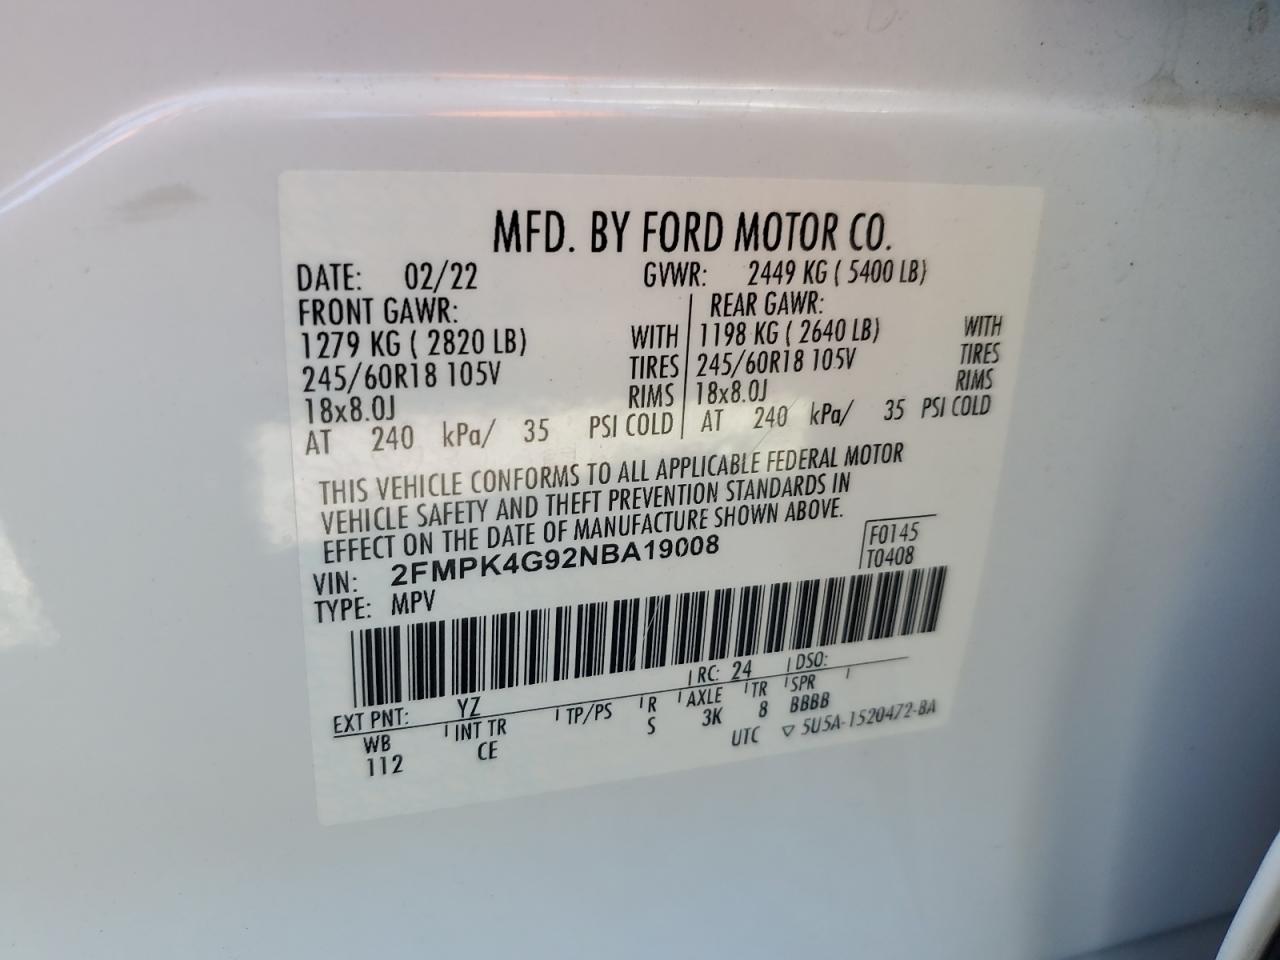 MFD. BY FORD MOTOR CO.
DATE: 02/22 GVWR: 2449 KG ( 5400 LB)
FRONT GAWR: REAR GAWR:
1279 KG ( 2820 LB) WITH 1198 KG ( 2640 LB) WITH
245/60R18 105V TIRES 245/60R18 105V TIRES
18x8.0J RIMS 18x8.0J RIMS
AT 240 kPa/ 35 PSI COLD AT 240 kPa/ 35 PSI COLD
THIS VEHICLE CONFORMS TO ALL APPLICABLE FEDERAL MOTOR
VEHICLE SAFETY AND THEFT PREVENTION STANDARDS IN
EFFECT ON THE DATE OF MANUFACTURE SHOWN ABOVE.
VIN: 2FMPK4G92NBA19008 F0145
TYPE: MPV T0408
EXT PNT: YZ RC: 24 DSO:
WB INT TR TP/PS R AXLE TR SPR
112 CE S 3K 8 BBBB
UTC ▽ 5U5A-1520472-BA